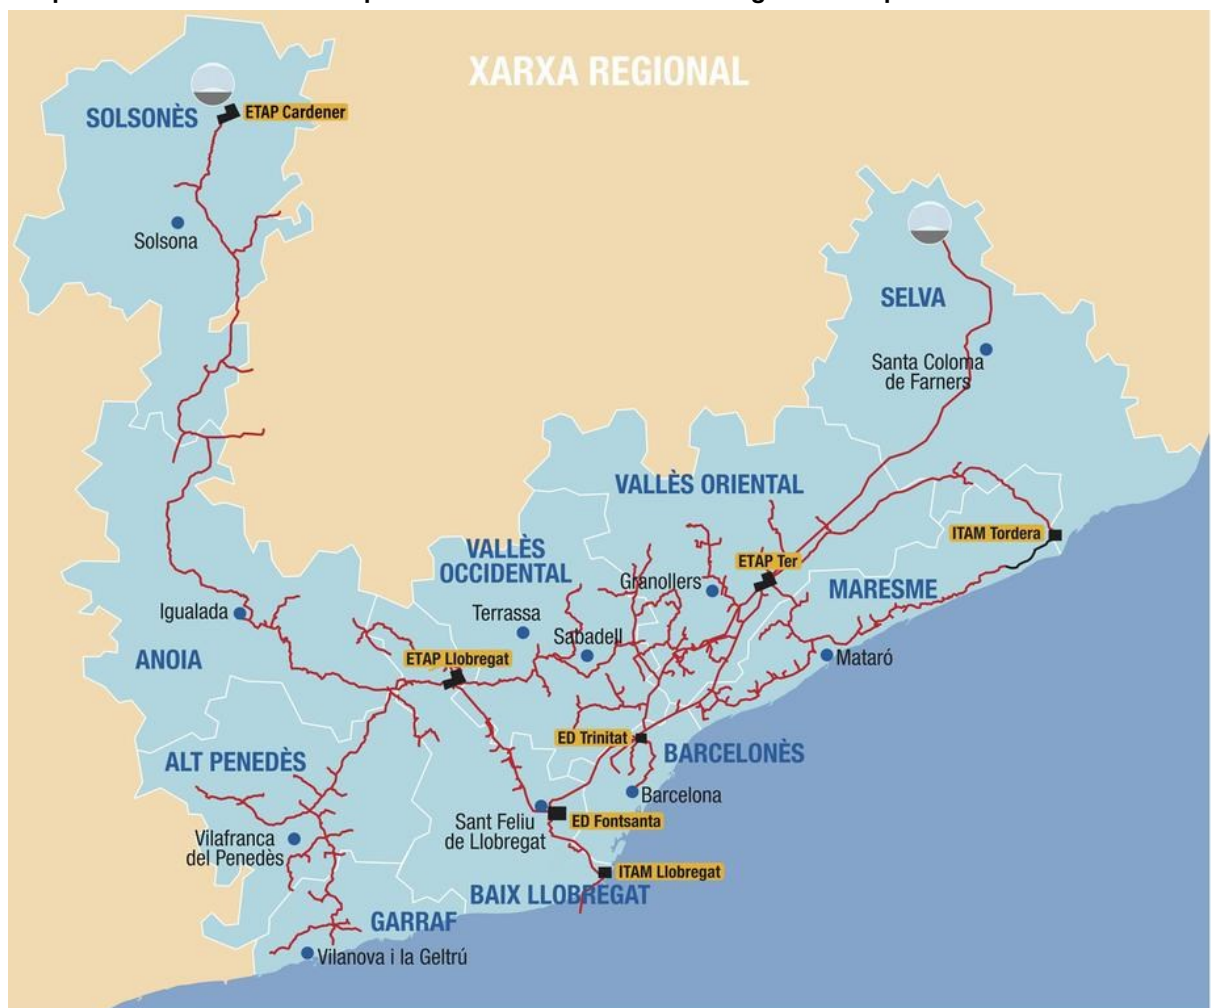 XARXA REGIONAL
SOLSONÈS
ETAP Cardener
Solsona
SELVA
Santa Coloma
de Farners
VALLÈS ORIENTAL
ITAM Tordera
VALLÈS
OCCIDENTAL
ETAP Ter
Granollers
MARESME
Igualada
Terrassa
Sabadell
ANOIA
ETAP Llobregat
Mataró
ED Trinitat
BARCELONÈS
ALT PENEDÈS
Barcelona
Sant Feliu
de Llobregat
ED Fontsanta
Vilafranca
del Penedès
ITAM Llobregat
BAIX LLOBREGAT
GARRAF
Vilanova i la Geltrú